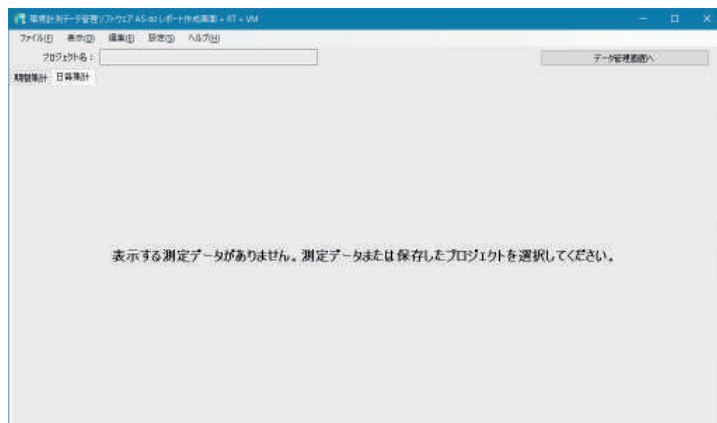 環境計測データ管理ソフトウェア AS-60 レポート作成画面 + RT + VM
ファイル(F) 表示(D) 編集(E) 設定(S) ヘルプ(H)
プロジェクト名： データ管理画面へ
期間集計 日毎集計
表示する測定データがありません。測定データまたは保存したプロジェクトを選択してください。